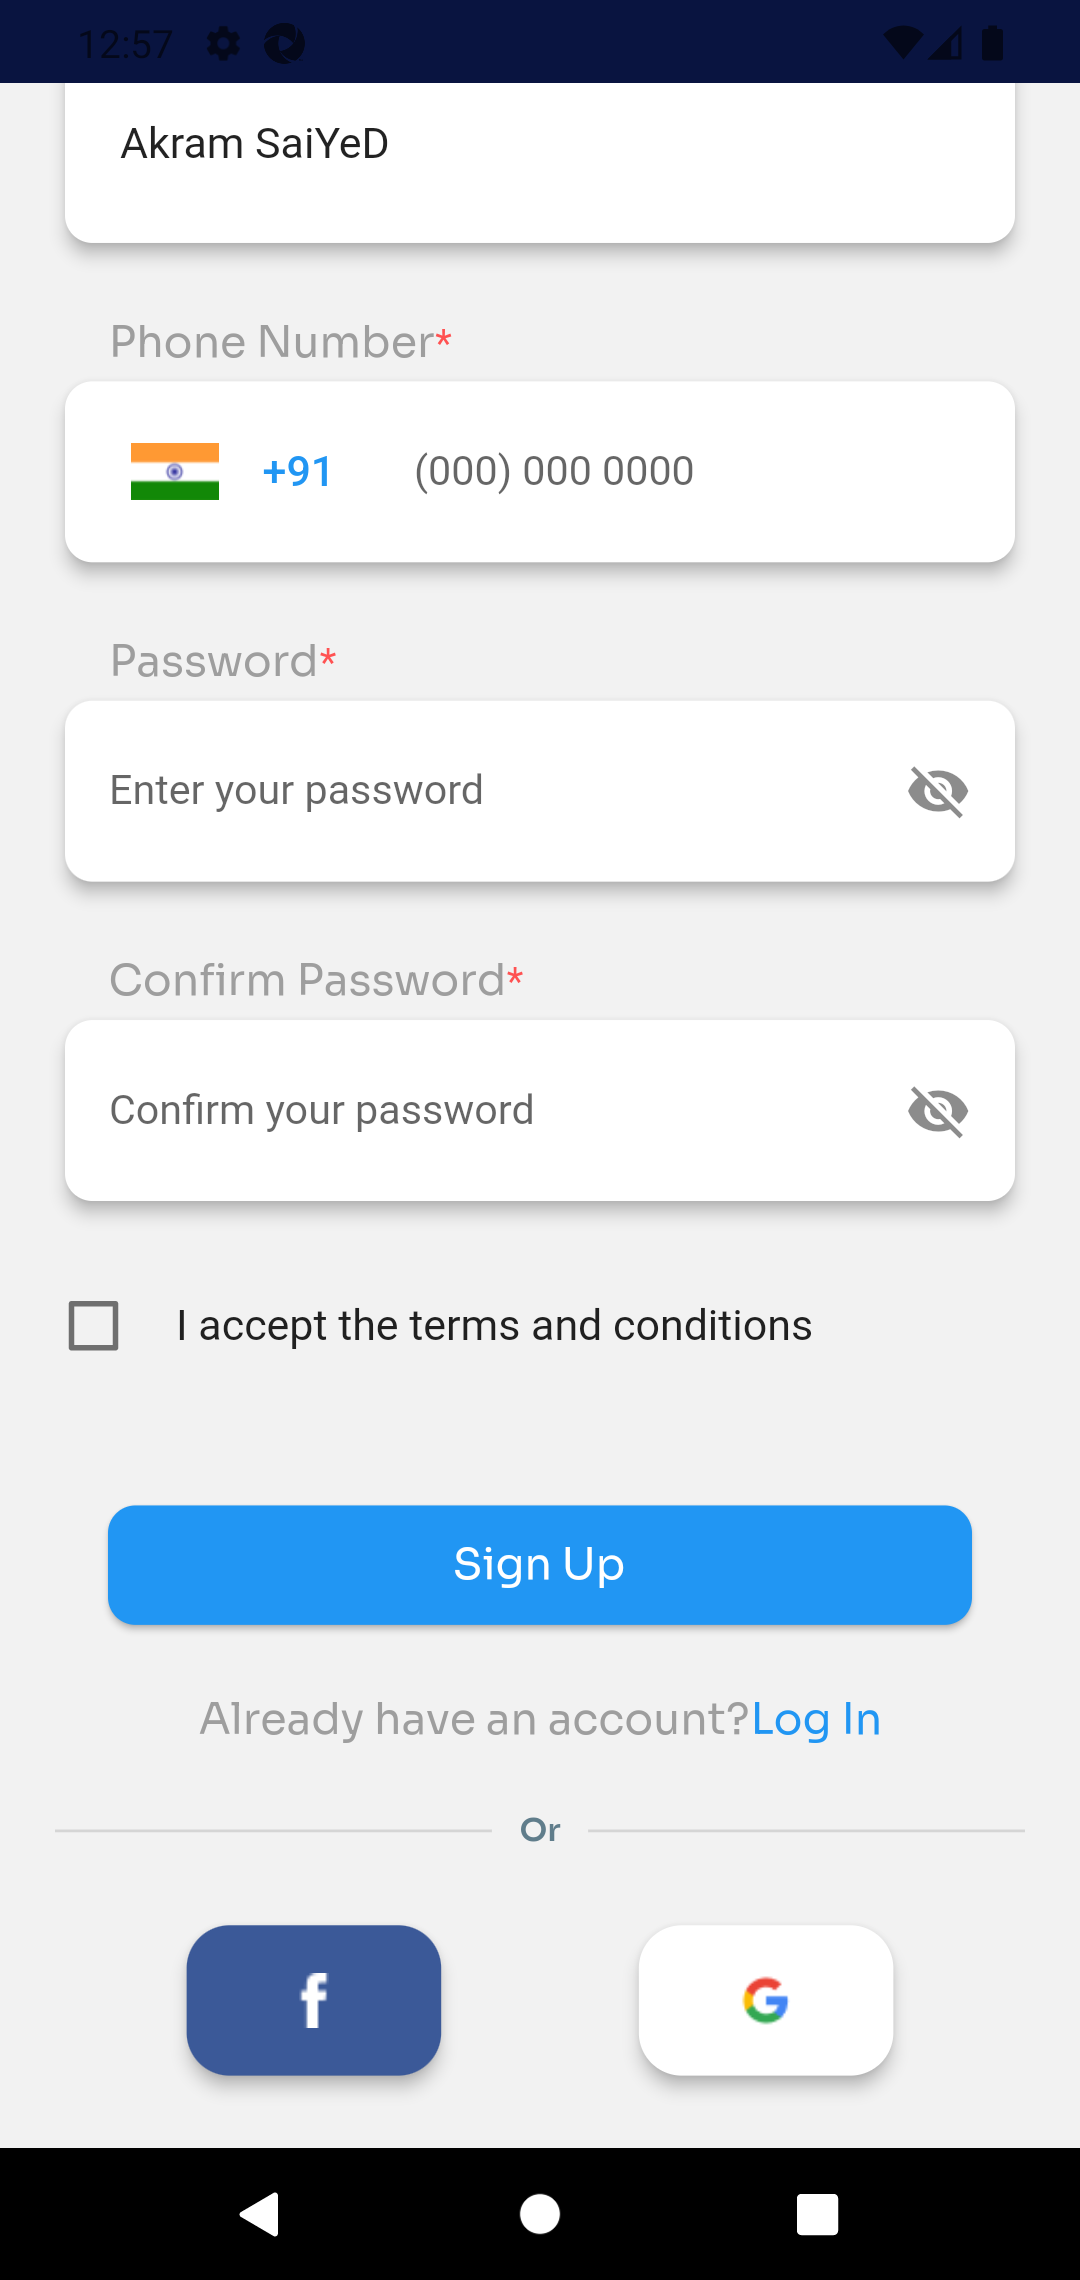 12:57
Akram SaiYeD
Phone Number*
+91 (000) 000 0000
Password*
Enter your password
Confirm Password*
Confirm your password
I accept the terms and conditions
Sign Up
Already have an account?Log In
Or
f
G